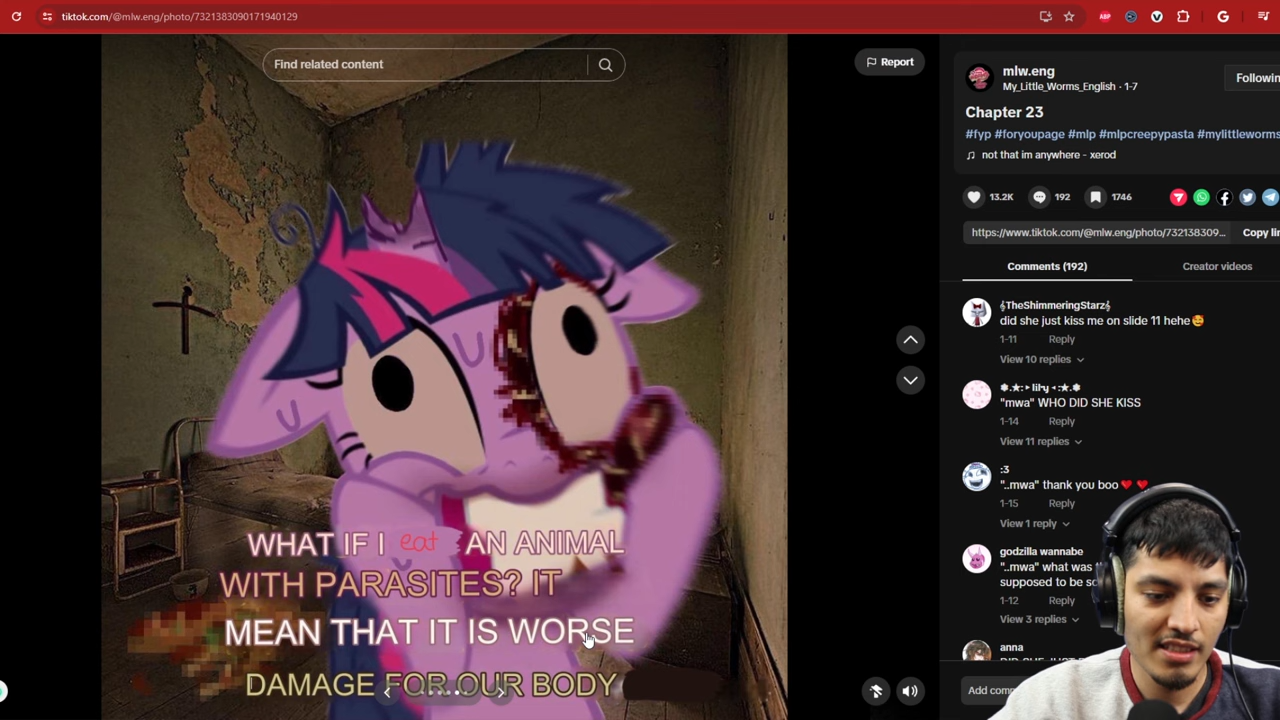 tiktok.com/@mlw.eng/photo/7321383090171940129
ABP
G
Find related content
Report
mlw.eng
My_Little_Worms_English · 1-7
Followin
Chapter 23
#fyp #foryoupage #mlp #mlpcreepypasta #mylittleworms
not that im anywhere - xerod
13.2K
192
1746
https://www.tiktok.com/@mlw.eng/photo/732138309...
Copy lin
Comments (192)
Creator videos
𝄞TheShimmeringStarz𝄞
did she just kiss me on slide 11 hehe🥰
1-11
Reply
View 10 replies
"mwa" WHO DID SHE KISS
1-14
Reply
View 11 replies
:3
"..mwa" thank you boo❤️ ❤️
1-15
Reply
View 1 reply
godzilla wannabe
"..mwa" what was t
supposed to be so
1-12
Reply
View 3 replies
anna
Add comm
WHAT IF I eat AN ANIMAL
WITH PARASITES? IT
MEAN THAT IT IS WORSE
DAMAGE FOR OUR BODY